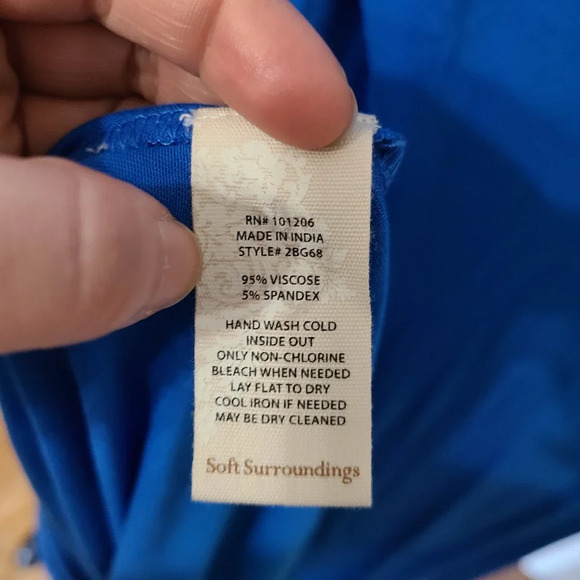 RN# 101206
MADE IN INDIA
STYLE# 2BG68
95% VISCOSE
5% SPANDEX
HAND WASH COLD
INSIDE OUT
ONLY NON-CHLORINE
BLEACH WHEN NEEDED
LAY FLAT TO DRY
COOL IRON IF NEEDED
MAY BE DRY CLEANED
Soft Surroundings